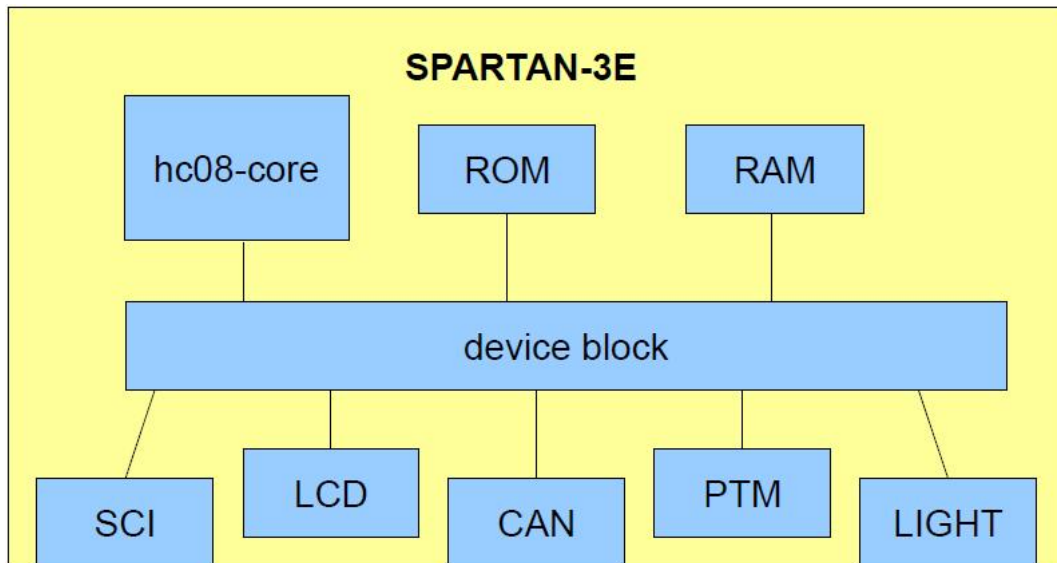 SPARTAN-3E
hc08-core
ROM
RAM
device block
SCI
LCD
CAN
PTM
LIGHT